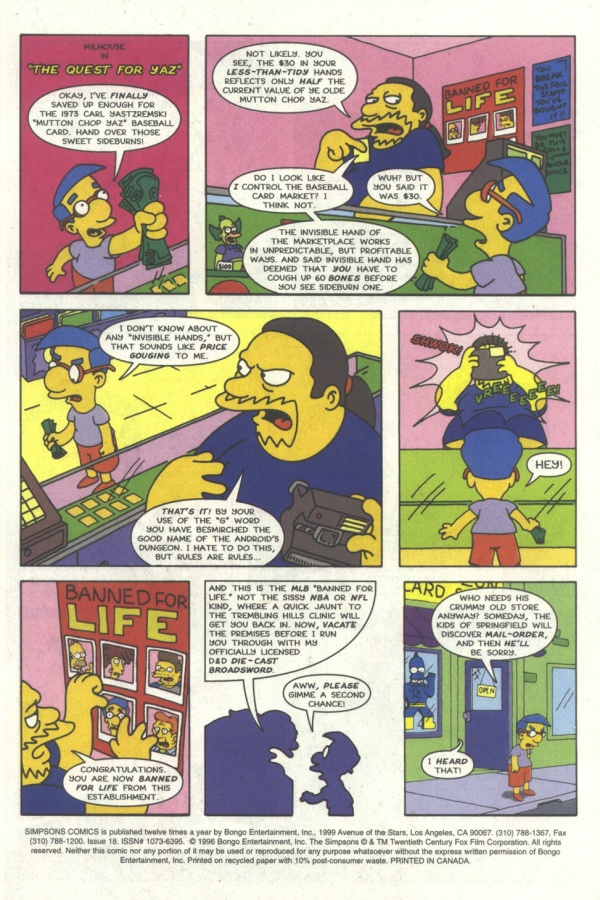 MILHOUSE
IN
"THE QUEST FOR YAZ"
OKAY, I'VE FINALLY
SAVED UP ENOUGH FOR
THE 1973 CARL YASTRZEMSKI
"MUTTON CHOP YAZ" BASEBALL
CARD. HAND OVER THOSE
SWEET SIDEBURNS!
NOT LIKELY. YOU
SEE, THE $30 IN YOUR
LESS-THAN-TIDY HANDS
REFLECTS ONLY HALF THE
CURRENT VALUE OF YE OLDE
MUTTON CHOP YAZ.
BANNED FOR
LIFE
YOU
BREAK
THE FOIL
STAMP
YOU'VE
BOUGHT
IT!!
YOU MUST
BE THIS
TALL
COMICS
DO I LOOK LIKE
I CONTROL THE BASEBALL
CARD MARKET? I
THINK NOT.
WUH? BUT
YOU SAID IT
WAS $30.
THE INVISIBLE HAND OF
THE MARKETPLACE WORKS
IN UNPREDICTABLE, BUT PROFITABLE
WAYS. AND SAID INVISIBLE HAND HAS
DEEMED THAT YOU HAVE TO
COUGH UP 60 BONES BEFORE
YOU SEE SIDEBURN ONE.
$100
I DON'T KNOW ABOUT
ANY "INVISIBLE HANDS," BUT
THAT SOUNDS LIKE PRICE
GOUGING TO ME.
THAT'S IT! BY YOUR
USE OF THE "G" WORD
YOU HAVE BESMIRCHED THE
GOOD NAME OF THE ANDROID'S
DUNGEON. I HATE TO DO THIS,
BUT RULES ARE RULES...
SHWOK!
VREEEEEEEE!
HEY!
BANNED FOR
LIFE
CONGRATULATIONS.
YOU ARE NOW BANNED
FOR LIFE FROM THIS
ESTABLISHMENT.
AND THIS IS THE MLB "BANNED FOR
LIFE." NOT THE SISSY NBA OR NFL
KIND, WHERE A QUICK JAUNT TO
THE TREMBLING HILLS CLINIC WILL
GET YOU BACK IN. NOW, VACATE
THE PREMISES BEFORE I RUN
YOU THROUGH WITH MY
OFFICIALLY LICENSED
D&D DIE-CAST
BROADSWORD.
AWW, PLEASE
GIMME A SECOND
CHANCE!
CARD
WHO NEEDS HIS
CRUMMY OLD STORE
ANYWAY? SOMEDAY, THE
KIDS OF SPRINGFIELD WILL
DISCOVER MAIL-ORDER,
AND THEN HE'LL
BE SORRY.
OPEN
I HEARD
THAT!
SIMPSONS COMICS is published twelve times a year by Bongo Entertainment, Inc., 1999 Avenue of the Stars, Los Angeles, CA 90067. (310) 788-1367, Fax
(310) 788-1200. Issue 18. ISSN# 1073-6395. © 1996 Bongo Entertainment, Inc. The Simpsons © & TM Twentieth Century Fox Film Corporation. All rights
reserved. Neither this comic nor any portion of it may be used or reproduced for any purpose whatsoever without the express written permission of Bongo
Entertainment, Inc. Printed on recycled paper with 10% post-consumer waste. PRINTED IN CANADA.